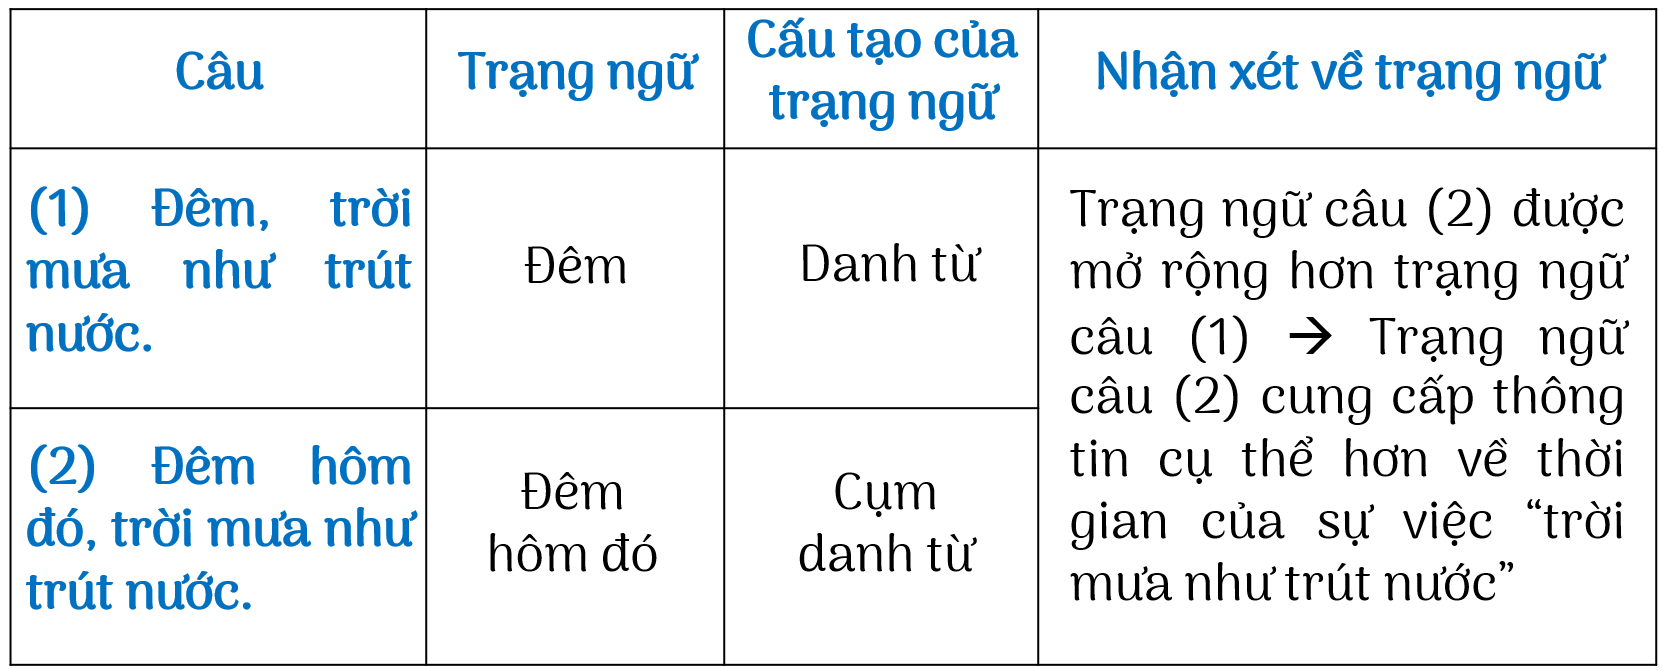 Câu
Trạng ngữ
Cấu tạo của
trạng ngữ
Nhận xét về trạng ngữ
(1) Đêm, trời
mưa như trút
nước.
Đêm
Danh từ
Trạng ngữ câu (2) được
mở rộng hơn trạng ngữ
câu (1) → Trạng ngữ
câu (2) cung cấp thông
tin cụ thể hơn về thời
gian của sự việc “trời
mưa như trút nước”
(2) Đêm hôm
đó, trời mưa như
trút nước.
Đêm
hôm đó
Cụm
danh từ